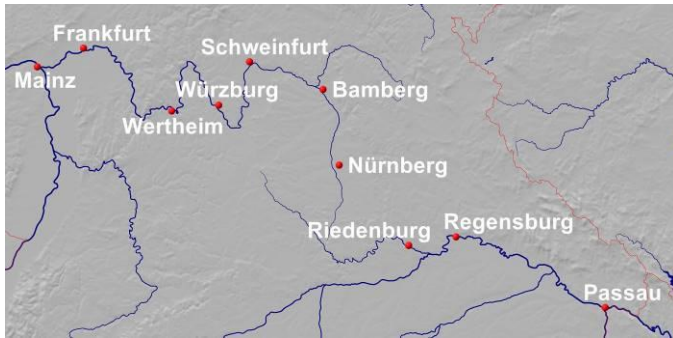 Frankfurt
Schweinfurt
Mainz
Würzburg
Bamberg
Wertheim
Nürnberg
Riedenburg
Regensburg
Passau